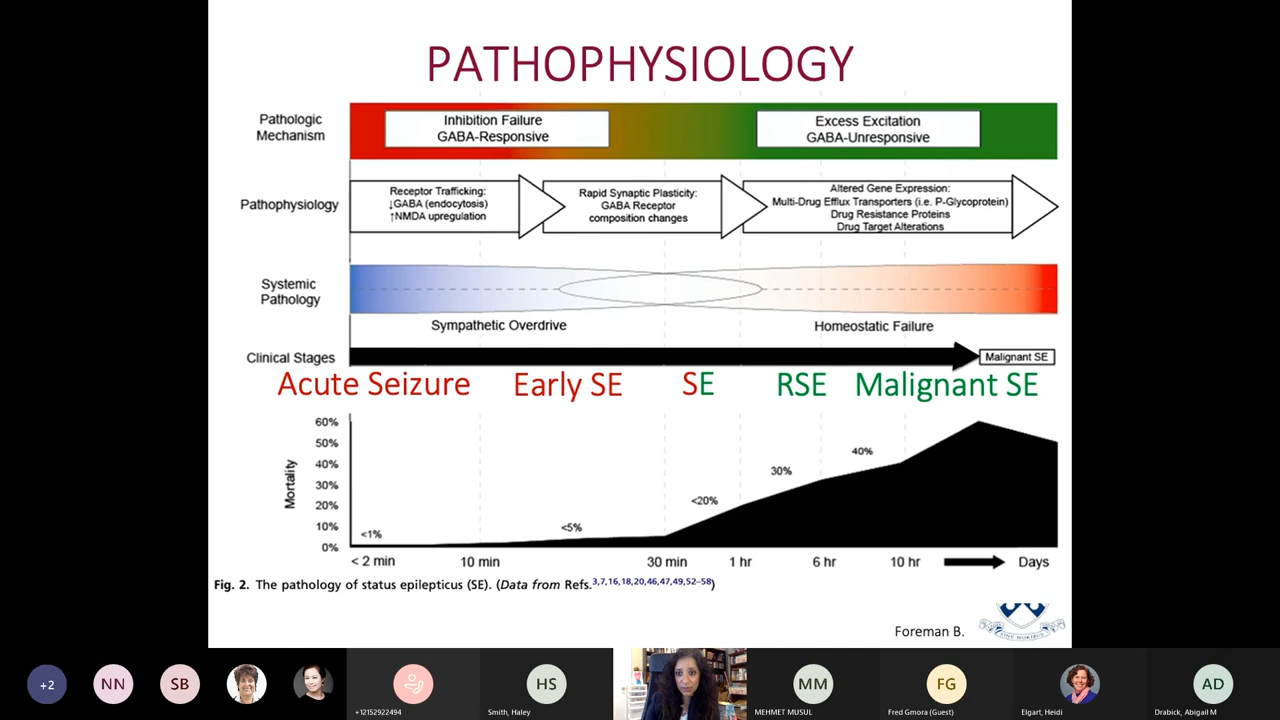 PATHOPHYSIOLOGY
Pathologic
Mechanism
Inhibition Failure
GABA-Responsive
Excess Excitation
GABA-Unresponsive
Pathophysiology
Receptor Trafficking:
↓GABA (endocytosis)
↑NMDA upregulation
Rapid Synaptic Plasticity:
GABA Receptor
composition changes
Altered Gene Expression:
Multi-Drug Efflux Transporters (i.e. P-Glycoprotein)
Drug Resistance Proteins
Drug Target Alterations
Systemic
Pathology
Sympathetic Overdrive
Homeostatic Failure
Clinical Stages
Malignant SE
Acute Seizure
Early SE
SE
RSE
Malignant SE
Mortality
60%
50%
40%
30%
20%
10%
0%
<1%
<5%
<20%
30%
40%
< 2 min
10 min
30 min
1 hr
6 hr
10 hr
Days
Fig. 2. The pathology of status epilepticus (SE). (Data from Refs.3,7,16,18,20,46,47,49,52–58)
Foreman B.
+2
NN
SB
+12152922494
HS
Smith, Haley
MM
MEHMET MUSUL
FG
Fred Gmora (Guest)
Elgart, Heidi
AD
Drabick, Abigail M